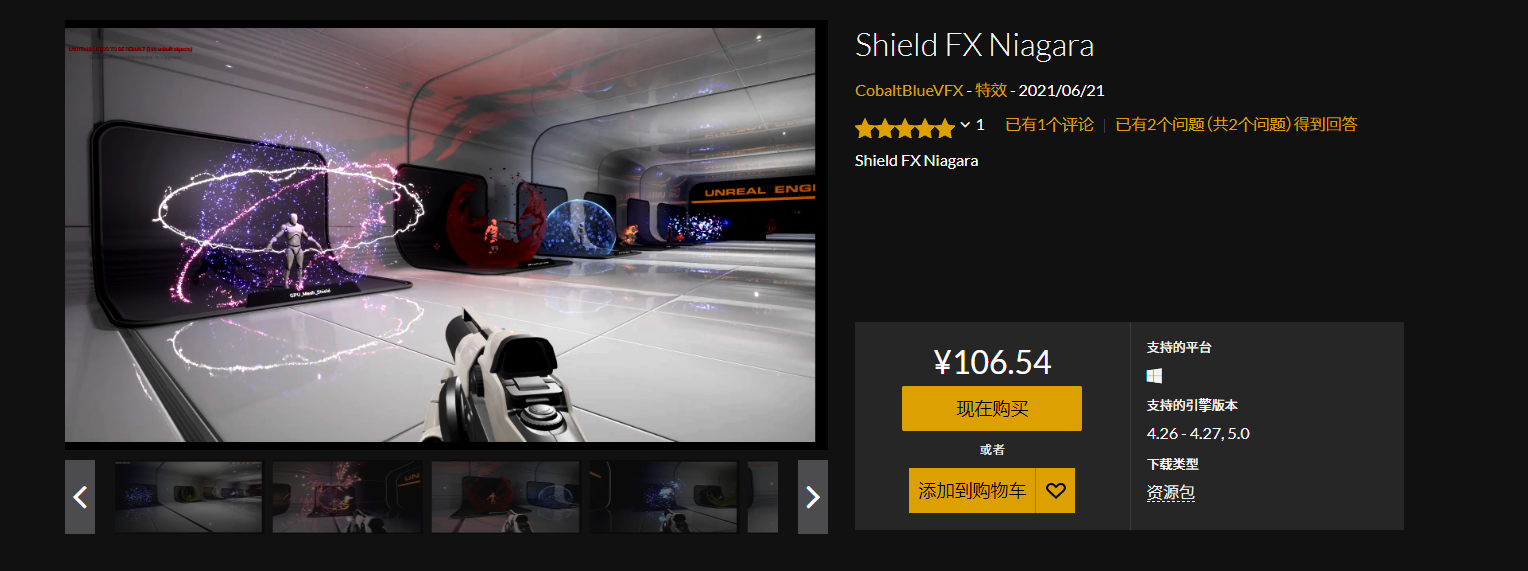 UNREAL ENG
GPU_Mesh_Shield
Shield FX Niagara
CobaltBlueVFX - 特效 - 2021/06/21
1 已有1个评论 | 已有2个问题 (共2个问题) 得到回答
Shield FX Niagara
¥106.54
现在购买
或者
添加到购物车
支持的平台
支持的引擎版本
4.26 - 4.27, 5.0
下载类型
资源包